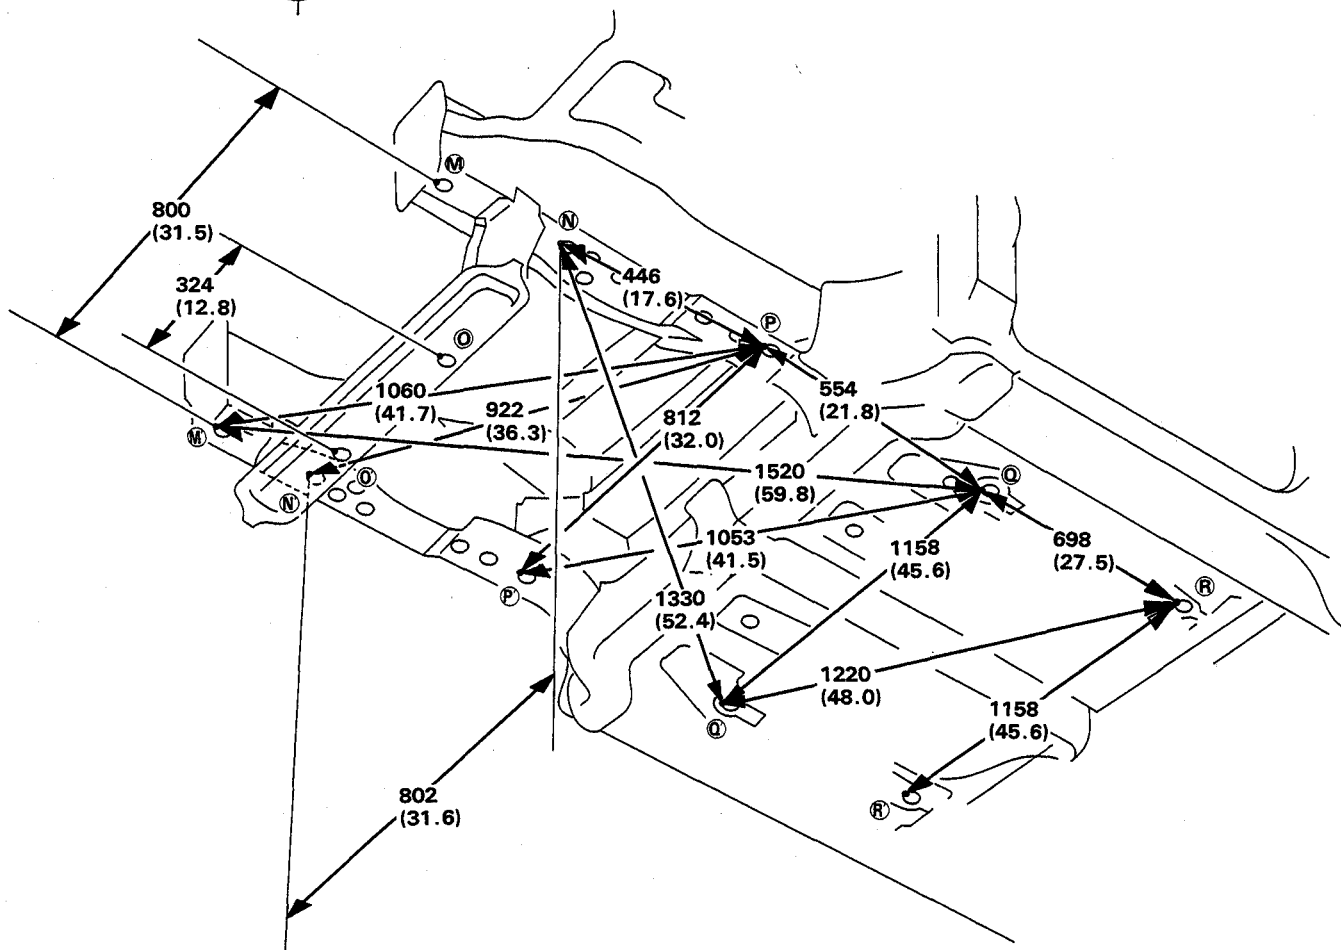 M
N
800
(31.5)
324
(12.8)
446
(17.6)
P
O
1060
(41.7)
922
(36.3)
812
(32.0)
554
(21.8)
M'
N'
O'
1520
(59.8)
Q
1053
(41.5)
1158
(45.6)
698
(27.5)
P'
1330
(52.4)
R
1220
(48.0)
Q'
1158
(45.6)
802
(31.6)
R'